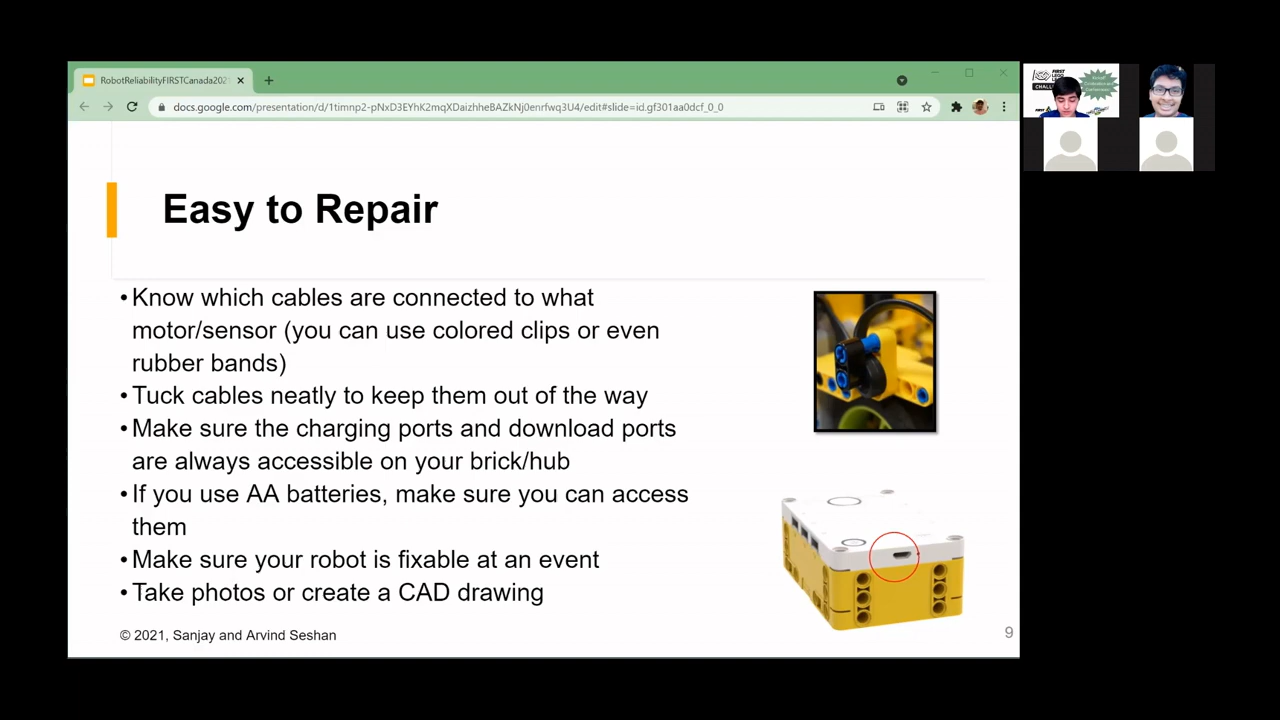 RobotReliabilityFIRSTCanada202
docs.google.com/presentation/d/1timnp2-pNxD3EYhK2mqXDaizhheBAZkNj0enrfwq3U4/edit#slide=id.gf301aa0dcf_0_0
Easy to Repair
•Know which cables are connected to what
motor/sensor (you can use colored clips or even
rubber bands)
•Tuck cables neatly to keep them out of the way
•Make sure the charging ports and download ports
are always accessible on your brick/hub
•If you use AA batteries, make sure you can access
them
•Make sure your robot is fixable at an event
•Take photos or create a CAD drawing
© 2021, Sanjay and Arvind Seshan
9
FIRST
LEGO
CHALL